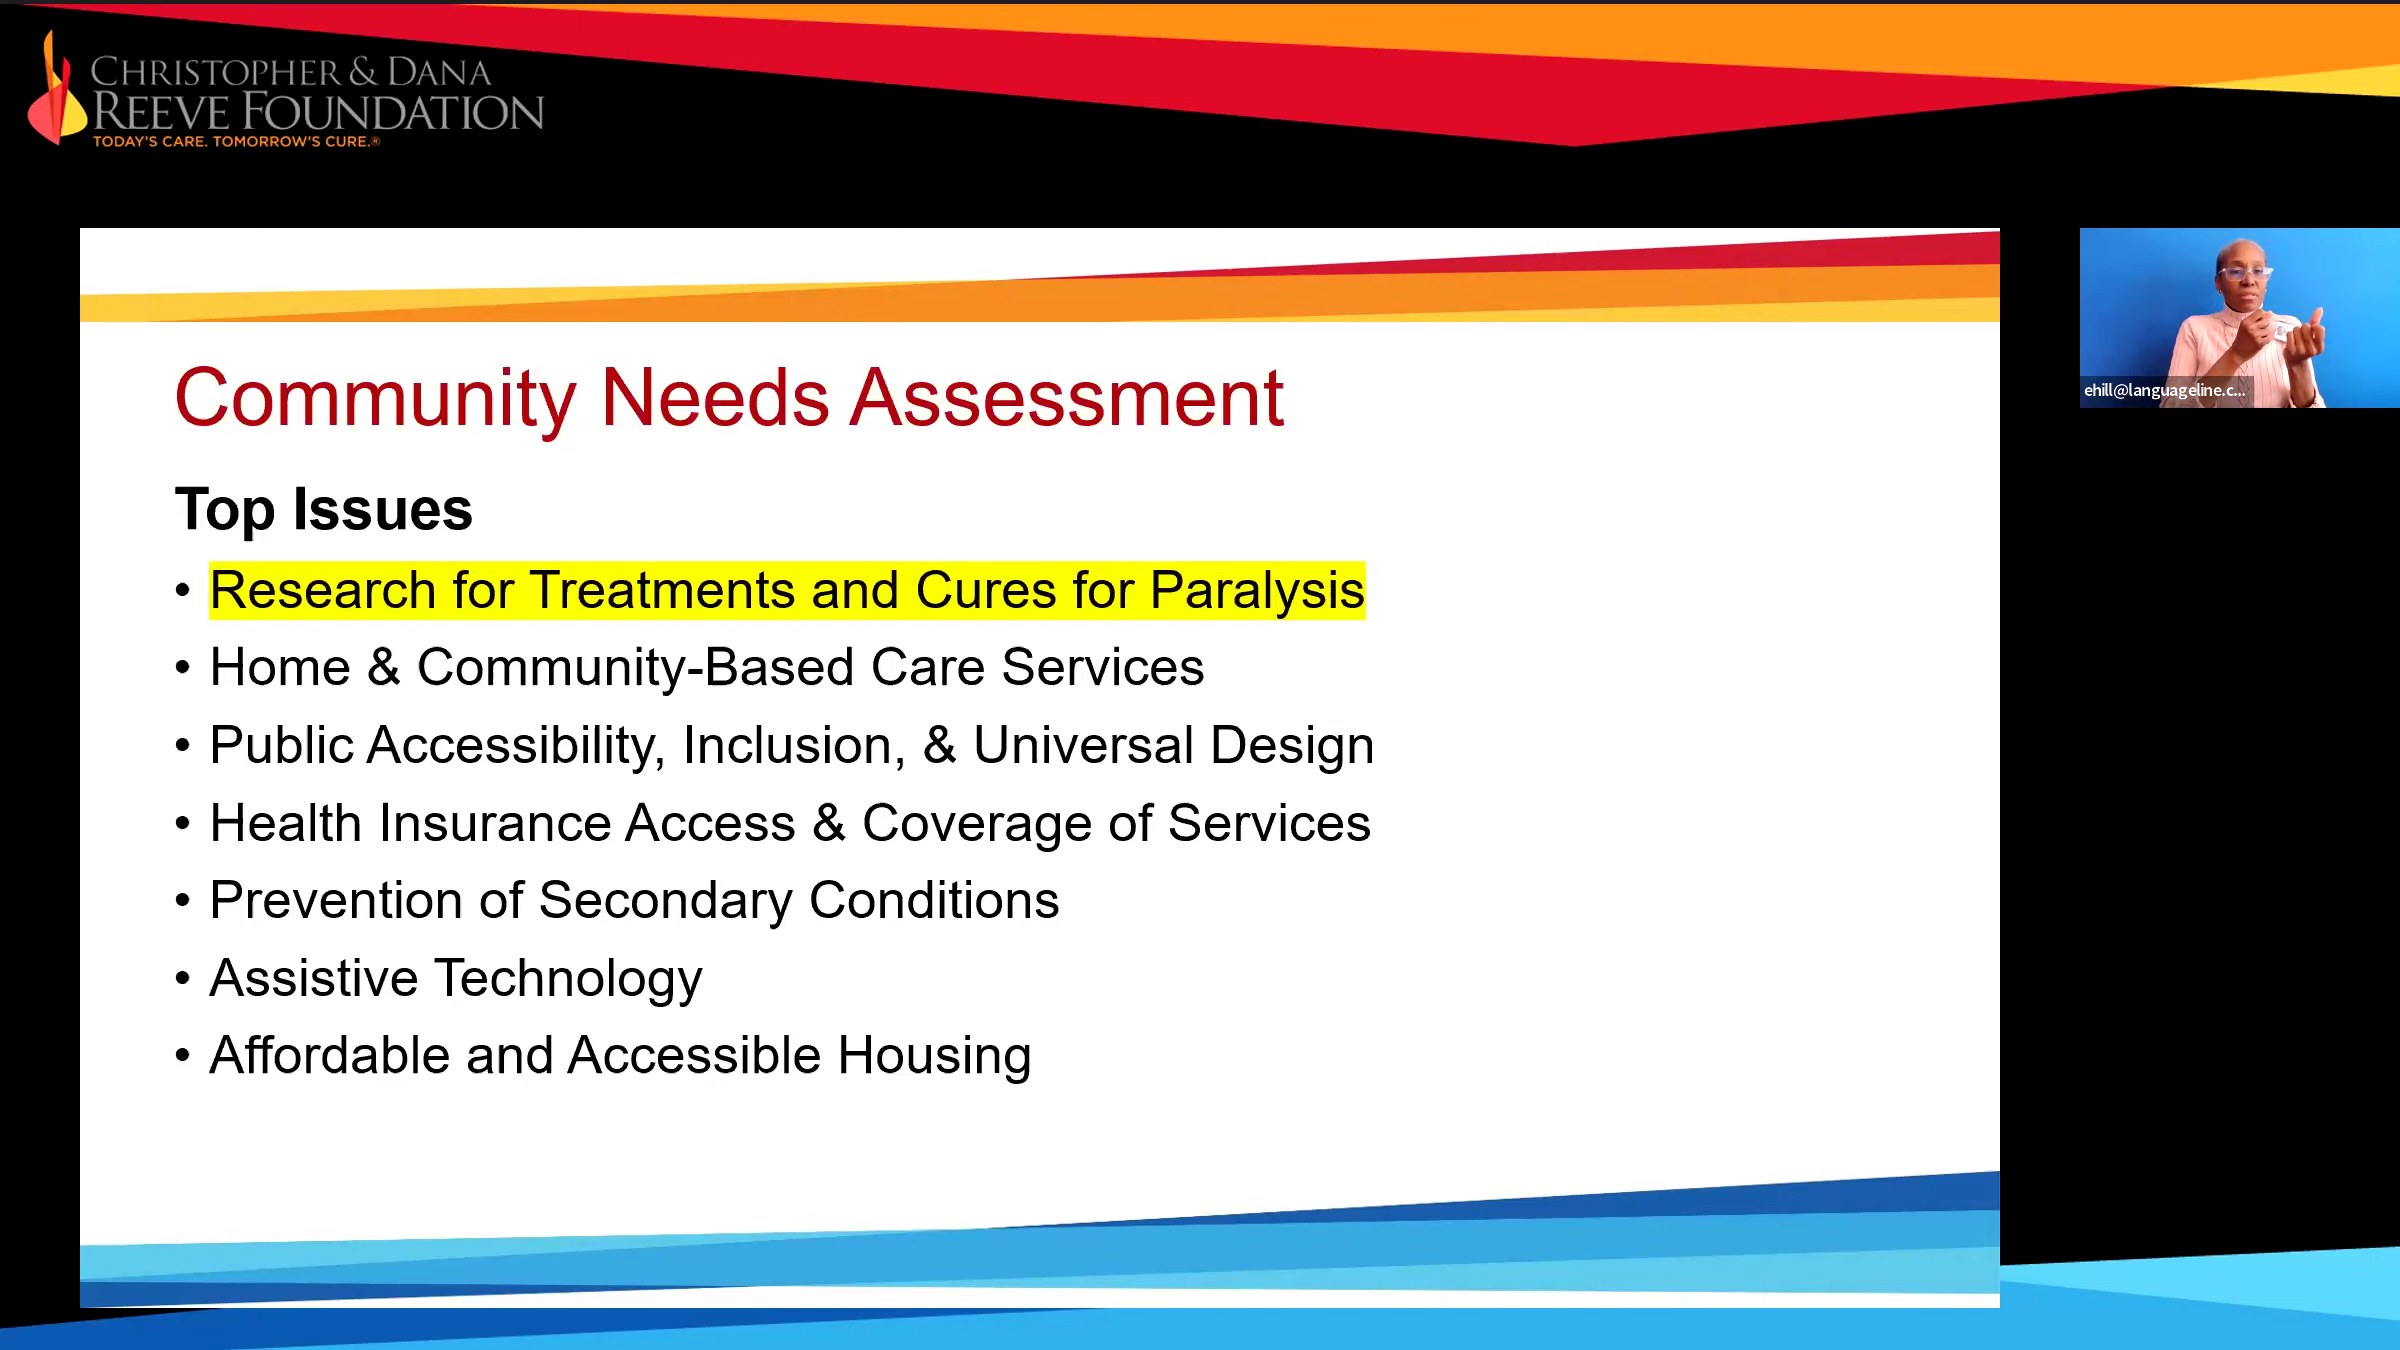 CHRISTOPHER & DANA
REEVE FOUNDATION
TODAY'S CARE. TOMORROW'S CURE.®
Community Needs Assessment
Top Issues
• Research for Treatments and Cures for Paralysis
• Home & Community-Based Care Services
• Public Accessibility, Inclusion, & Universal Design
• Health Insurance Access & Coverage of Services
• Prevention of Secondary Conditions
• Assistive Technology
• Affordable and Accessible Housing
ehill@languageline.c...